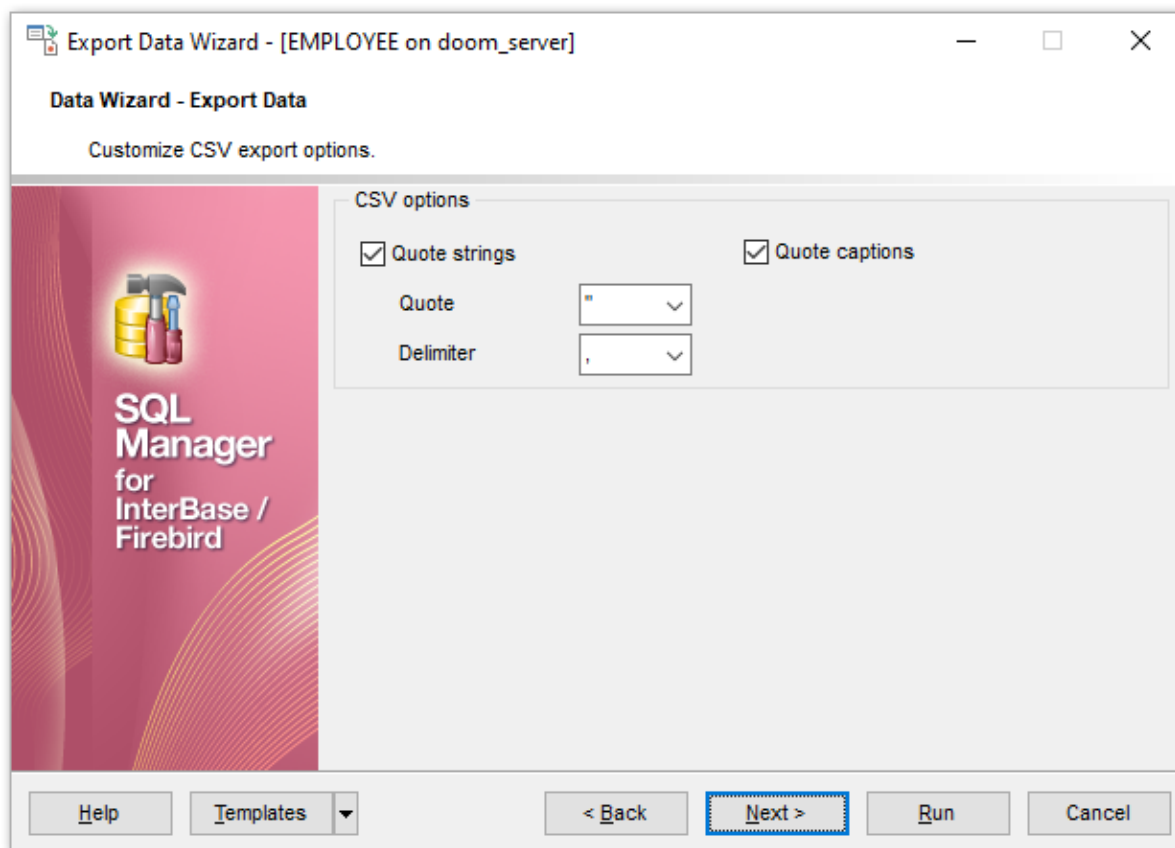 Export Data Wizard - [EMPLOYEE on doom_server]
Data Wizard - Export Data
Customize CSV export options.
CSV options
Quote strings
Quote captions
Quote "
Delimiter ,
SQL
Manager
for
InterBase /
Firebird
Help Templates < Back Next > Run Cancel